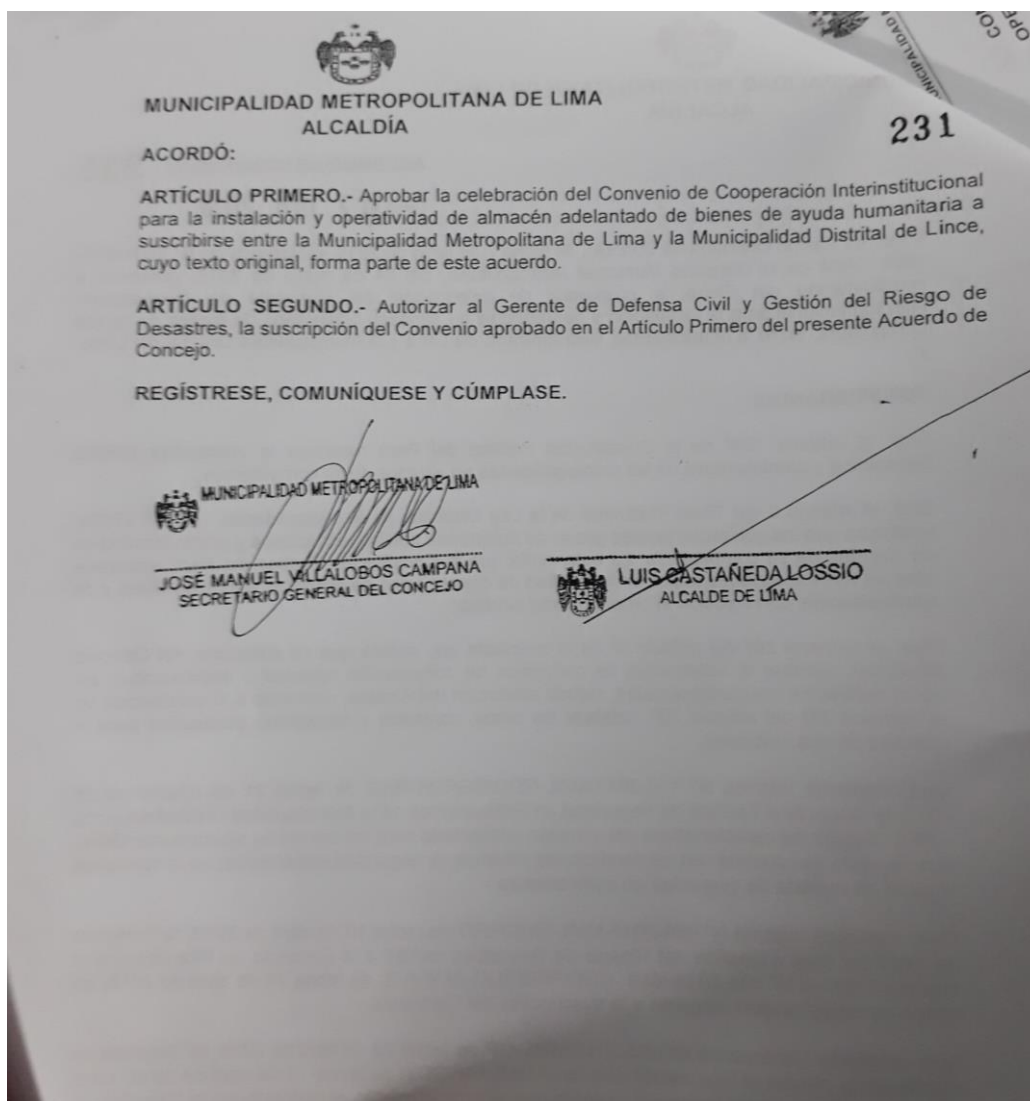 MUNICIPALIDAD METROPOLITANA DE LIMA
ALCALDÍA
231
ACORDÓ:
ARTÍCULO PRIMERO.- Aprobar la celebración del Convenio de Cooperación Interinstitucional
para la instalación y operatividad de almacén adelantado de bienes de ayuda humanitaria a
suscribirse entre la Municipalidad Metropolitana de Lima y la Municipalidad Distrital de Lince,
cuyo texto original, forma parte de este acuerdo.
ARTÍCULO SEGUNDO.- Autorizar al Gerente de Defensa Civil y Gestión del Riesgo de
Desastres, la suscripción del Convenio aprobado en el Artículo Primero del presente Acuerdo de
Concejo.
REGÍSTRESE, COMUNÍQUESE Y CÚMPLASE.
MUNICIPALIDAD METROPOLITANA DE LIMA
JOSÉ MANUEL VILLALOBOS CAMPANA
SECRETARIO GENERAL DEL CONCEJO
LUIS CASTAÑEDA LOSSIO
ALCALDE DE LIMA